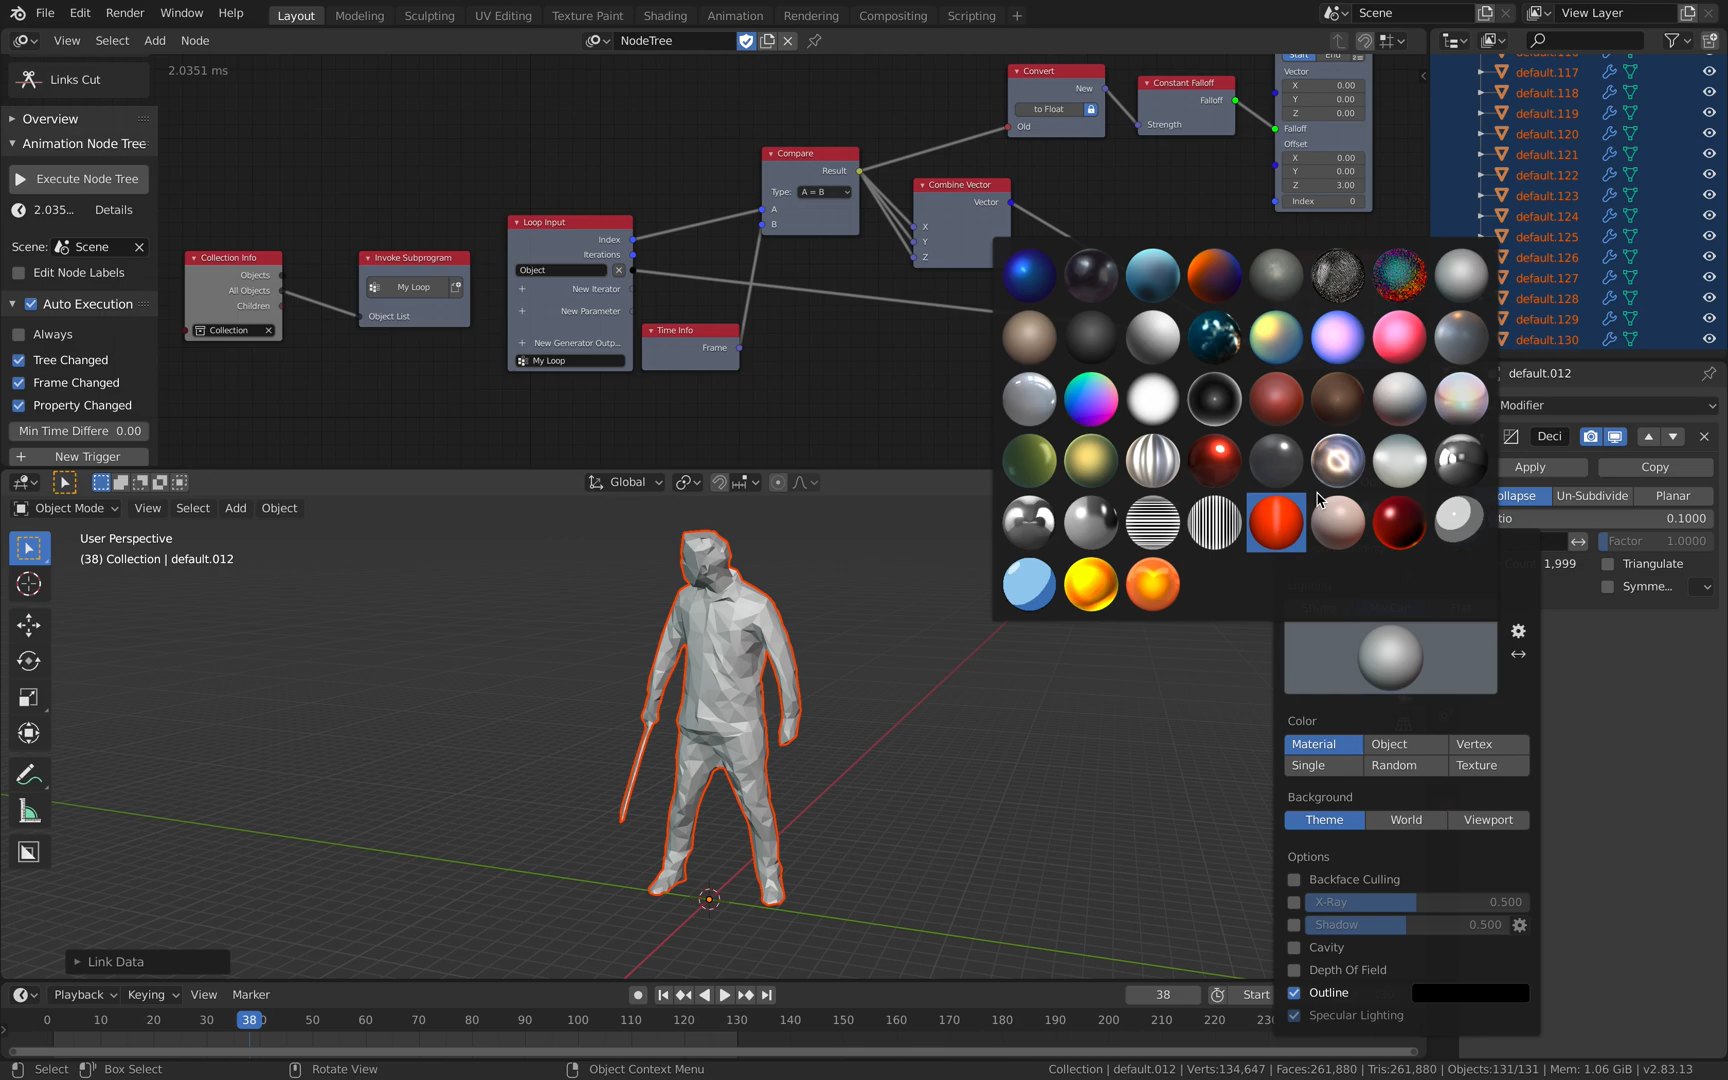 File Edit Render Window Help Layout Modeling Sculpting UV Editing Texture Paint Shading Animation Rendering Compositing Scripting + Scene View Layer
View Select Add Node NodeTree
Links Cut
2.0351 ms
Overview
Animation Node Tree
Execute Node Tree
2.035... Details
Scene: Scene
Edit Node Labels
Auto Execution
Always
Tree Changed
Frame Changed
Property Changed
Min Time Differe 0.00
New Trigger
Collection Info
Objects
All Objects
Children
Collection
Invoke Subprogram
My Loop
Object List
Loop Input
Index
Iterations
Object
New Iterator
New Parameter
New Generator Outp...
My Loop
Time Info
Frame
Compare
Result
Type: A = B
A
B
Combine Vector
Vector
X
Y
Z
Convert
New
to Float
Old
Constant Falloff
Falloff
Strength
Start End
Vector
X 0.00
Y 0.00
Z 0.00
Falloff
Offset
X 0.00
Y 0.00
Z 3.00
Index 0
default.117
default.118
default.119
default.120
default.121
default.122
default.123
default.124
default.125
default.126
default.127
default.128
default.129
default.130
default.012
Modifier
Deci
Apply Copy
ollapse Un-Subdivide Planar
tio 0.1000
Factor 1.0000
1,999 Triangulate
Symme...
Global
Object Mode View Select Add Object
User Perspective
(38) Collection | default.012
Link Data
Color
Material Object Vertex
Single Random Texture
Background
Theme World Viewport
Options
Backface Culling
X-Ray 0.500
Shadow 0.500
Cavity
Depth Of Field
Outline
Specular Lighting
Playback Keying View Marker 38 Start
0 10 20 30 38 50 60 70 80 90 100 110 120 130 140 150 160 170 180 190 200 210 220
Select Box Select Rotate View Object Context Menu Collection | default.012 | Verts:134,647 | Faces:261,880 | Tris:261,880 | Objects:131/131 | Mem: 1.06 GiB | v2.83.13